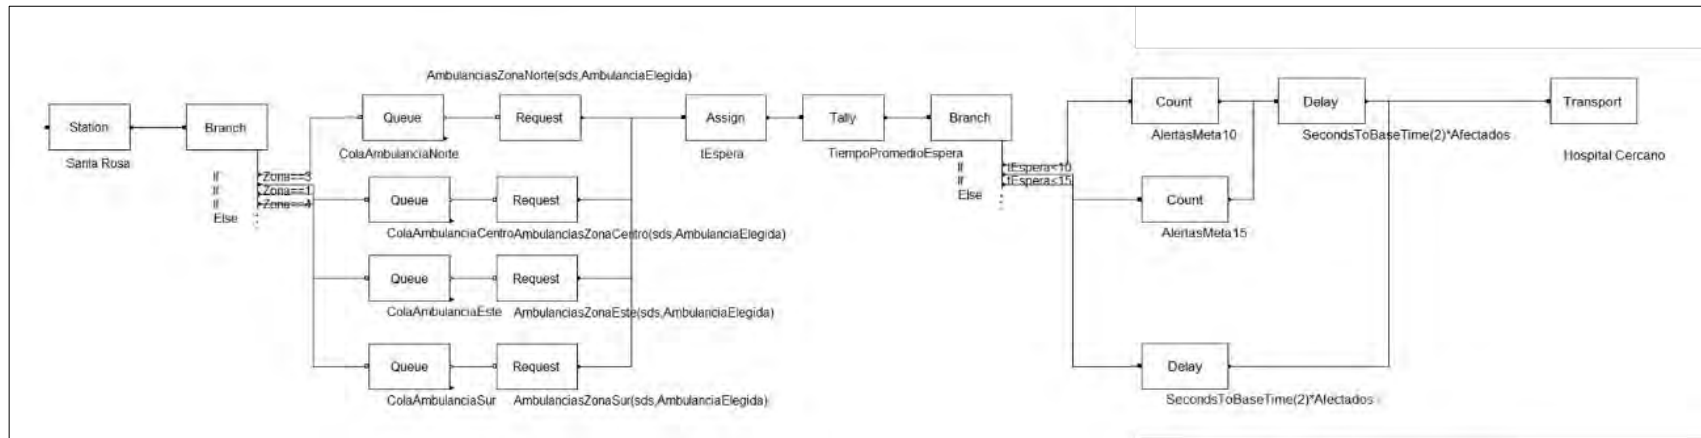 AmbulanciasZonaNorte(sds,AmbulanciaElegida)
Station
Branch
Queue
Request
Assign
Tally
Branch
Count
Delay
Transport
Santa Rosa
ColaAmbulanciaNorte
tEspera
TiempoPromedioEspera
AlertasMeta10
SecondsToBaseTime(2)*Afectados
Hospital Cercano
If Zona==3
If Zona==1
If Zona==4
Else
If tEspera<10
If tEspera<15
Else
Queue
Request
Count
ColaAmbulanciaCentro
AmbulanciasZonaCentro(sds,AmbulanciaElegida)
AlertasMeta15
Queue
Request
ColaAmbulanciaEste
AmbulanciasZonaEste(sds,AmbulanciaElegida)
Queue
Request
Delay
ColaAmbulanciaSur
AmbulanciasZonaSur(sds,AmbulanciaElegida)
SecondsToBaseTime(2)*Afectados